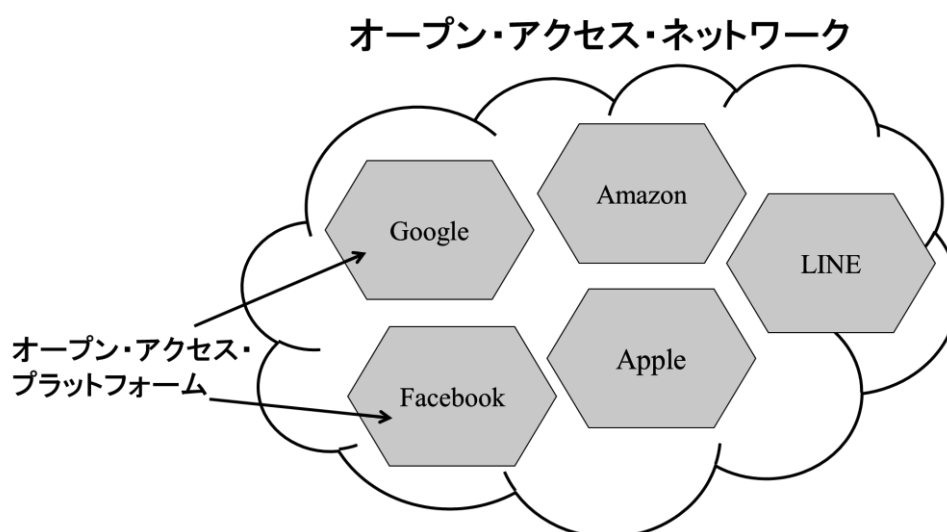 オープン・アクセス・ネットワーク
Amazon
Google
LINE
オープン・アクセス・
プラットフォーム
Apple
Facebook